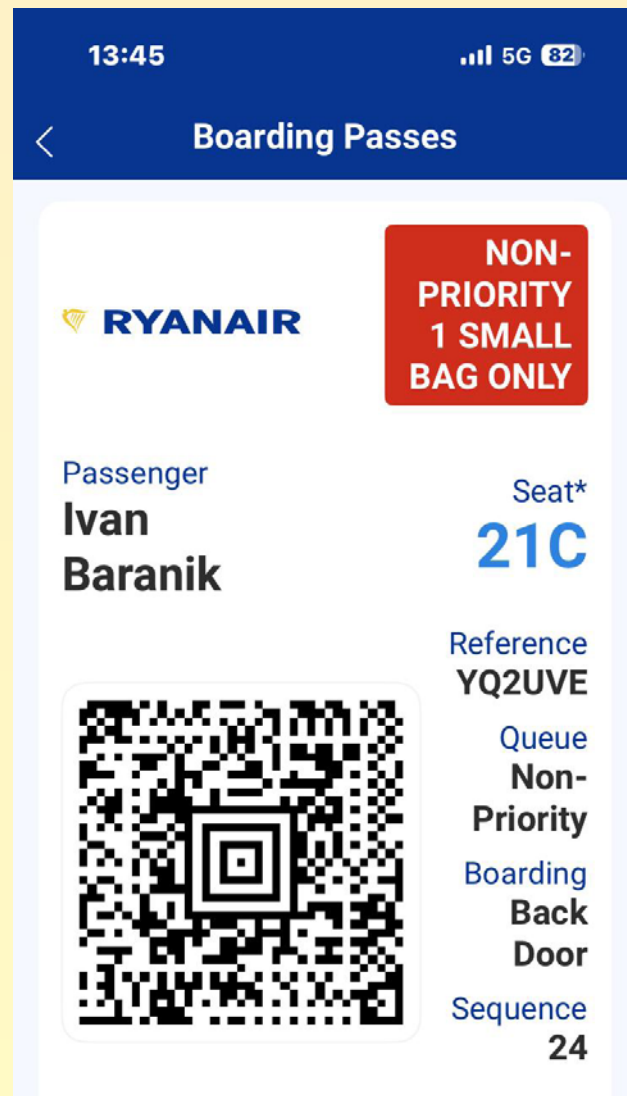 13:45
5G 82
Boarding Passes
RYANAIR
NON-
PRIORITY
1 SMALL
BAG ONLY
Passenger
Ivan
Baranik
Seat*
21C
Reference
YQ2UVE
Queue
Non-
Priority
Boarding
Back
Door
Sequence
24